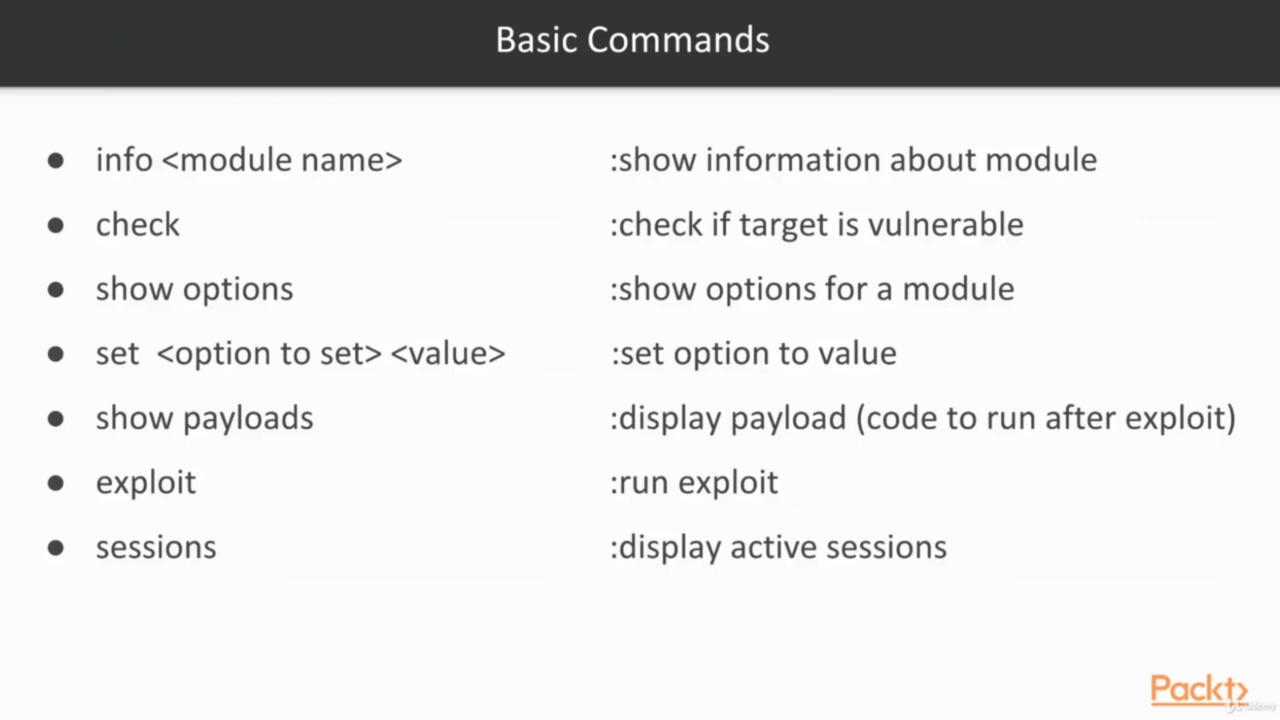 Basic Commands
● info <module name> :show information about module
● check :check if target is vulnerable
● show options :show options for a module
● set <option to set> <value> :set option to value
● show payloads :display payload (code to run after exploit)
● exploit :run exploit
● sessions :display active sessions
Packt>
Udemy